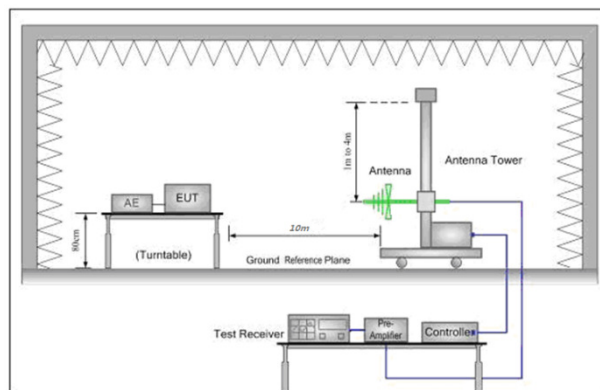 1m to 4m
Antenna
Antenna Tower
AE
EUT
80cm
(Turntable)
10m
Ground Reference Plane
Test Receiver
Pre-
Amplifier
Controller